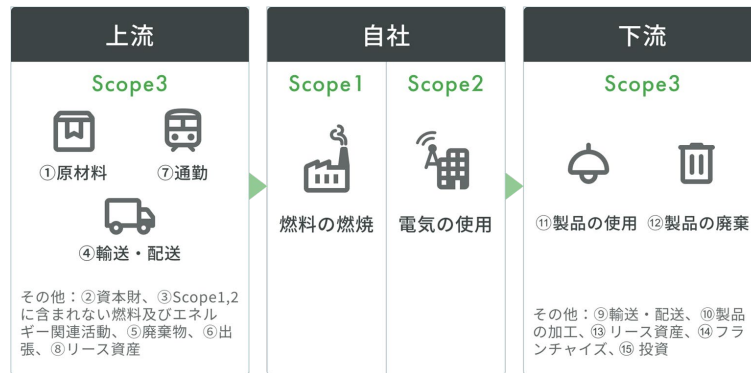 上流
Scope3
①原材料
⑦通勤
④輸送・配送
その他：②資本財、③Scope1,2
に含まれない燃料及びエネル
ギー関連活動、⑤廃棄物、⑥出
張、⑧リース資産
自社
Scope1
燃料の燃焼
Scope2
電気の使用
下流
Scope3
⑪製品の使用
⑫製品の廃棄
その他：⑨輸送・配送、⑩製品
の加工、⑬ リース資産、⑭フラ
ンチャイズ、⑮ 投資